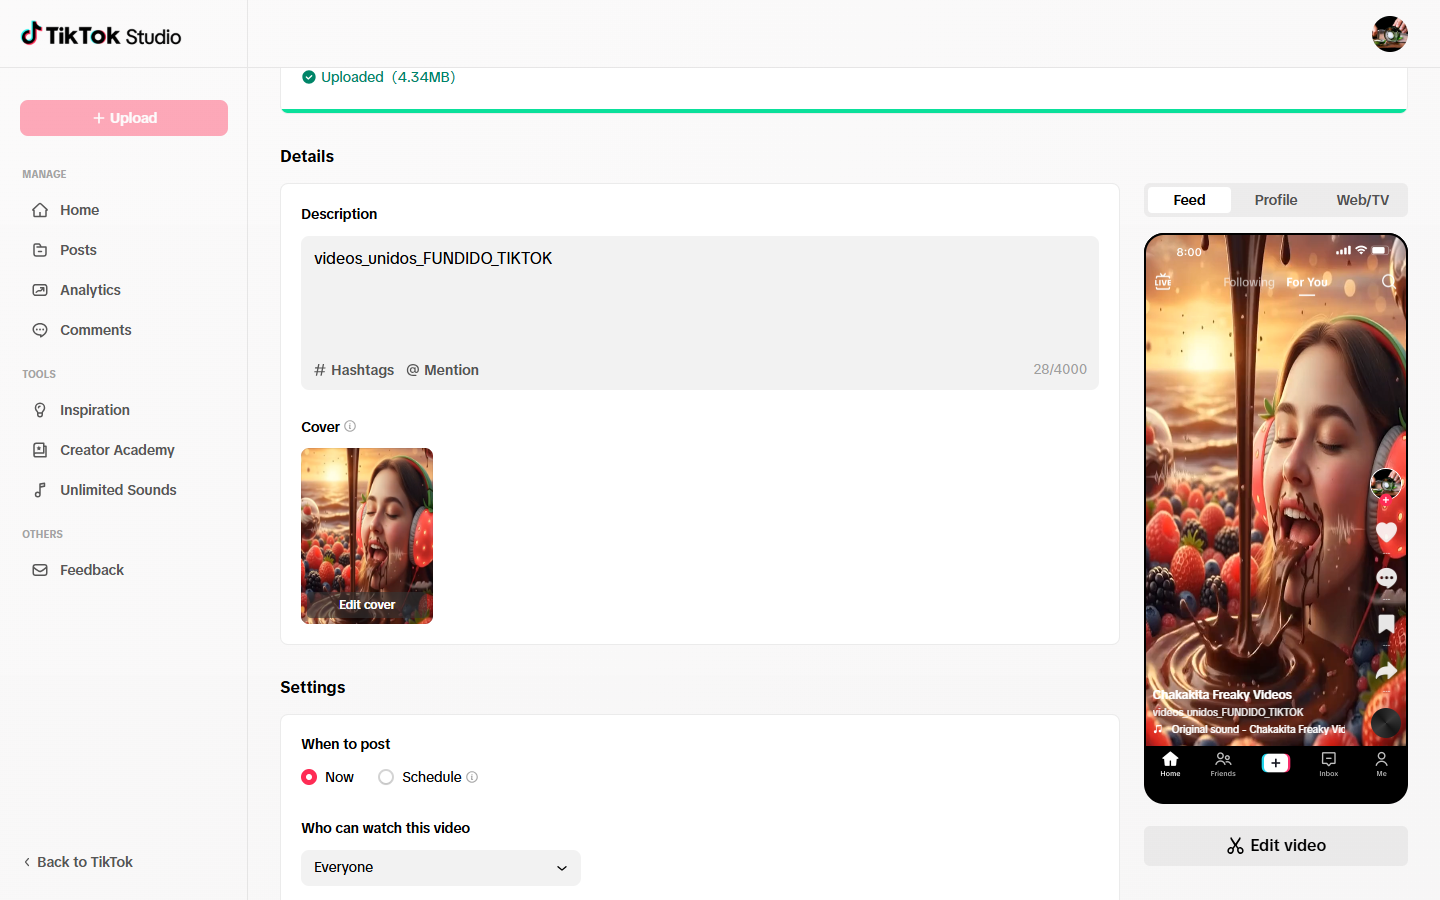 TikTok Studio
Uploaded (4.34MB)
+ Upload
MANAGE
Home
Posts
Analytics
Comments
TOOLS
Inspiration
Creator Academy
Unlimited Sounds
OTHERS
Feedback
Back to TikTok
Details
Description
videos_unidos_FUNDIDO_TIKTOK
# Hashtags @ Mention 28/4000
Cover
Edit cover
Settings
When to post
Now Schedule
Who can watch this video
Everyone
Feed Profile Web/TV
8:00
LIVE Following For You
Chakakita Freaky Videos
videos_unidos_FUNDIDO_TIKTOK
Original sound - Chakakita Freaky Vid
Home Friends Inbox Me
Edit video